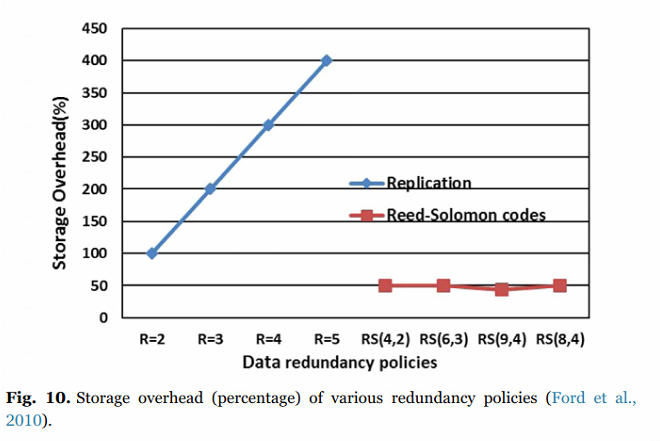 450
400
350
300
250
200
150
100
50
0
Storage Overhead(%)
Replication
Reed-Solomon codes
R=2 R=3 R=4 R=5 RS(4,2) RS(6,3) RS(9,4) RS(8,4)
Data redundancy policies
Fig. 10. Storage overhead (percentage) of various redundancy policies (Ford et al.,
2010).